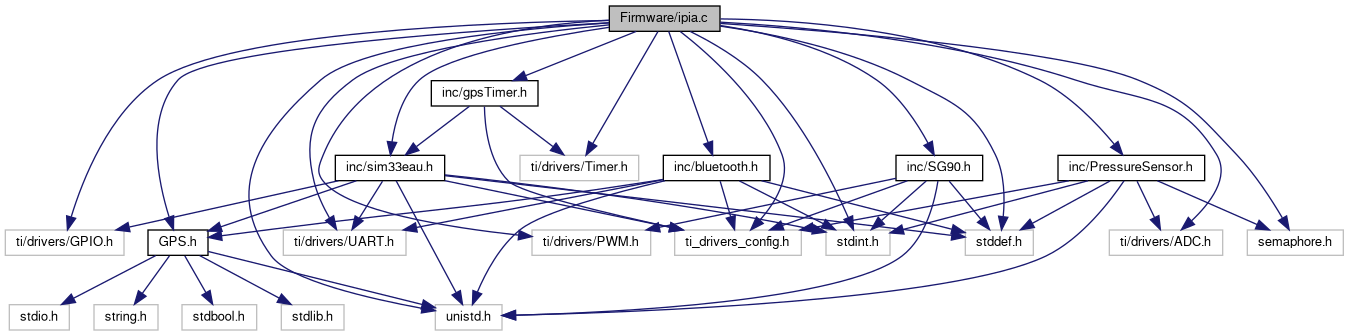 Firmware/ipia.c
inc/gpsTimer.h
inc/sim33eau.h
ti/drivers/Timer.h
inc/bluetooth.h
inc/SG90.h
inc/PressureSensor.h
ti/drivers/GPIO.h
GPS.h
ti/drivers/UART.h
ti/drivers/PWM.h
ti_drivers_config.h
stdint.h
stddef.h
ti/drivers/ADC.h
semaphore.h
stdio.h
string.h
stdbool.h
stdlib.h
unistd.h